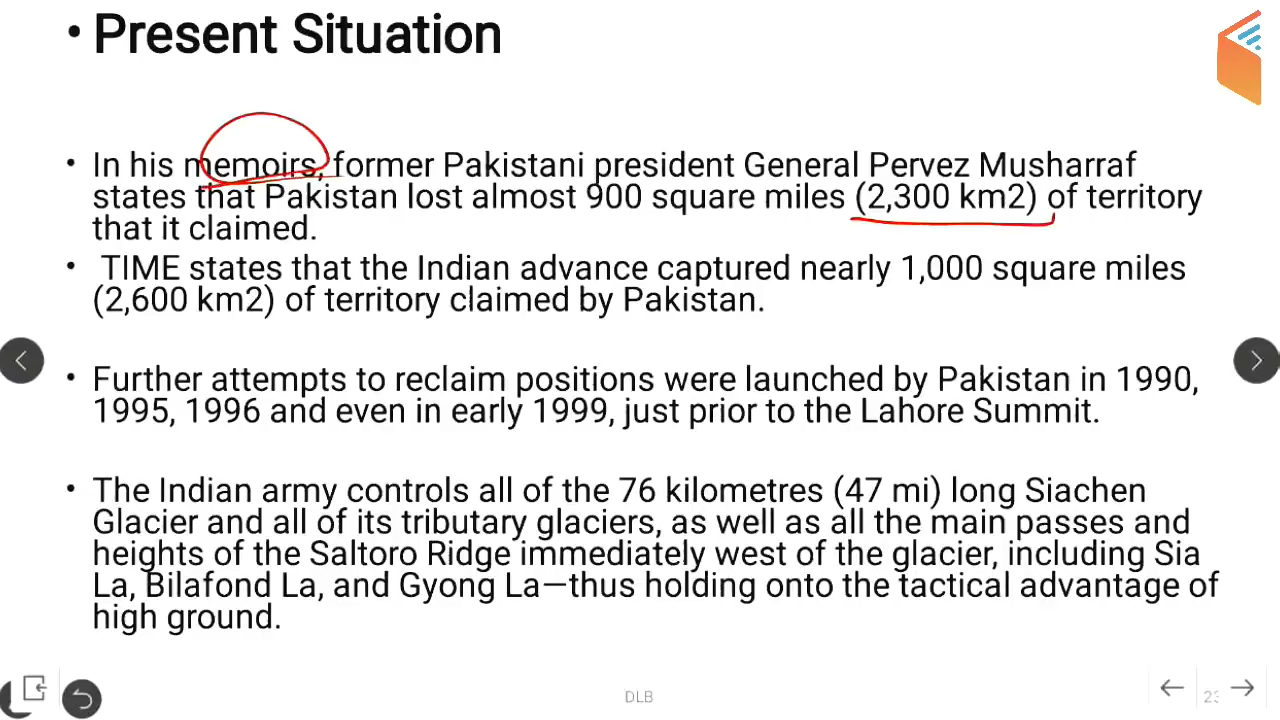 • Present Situation
• In his memoirs, former Pakistani president General Pervez Musharraf
states that Pakistan lost almost 900 square miles (2,300 km2) of territory
that it claimed.
• TIME states that the Indian advance captured nearly 1,000 square miles
(2,600 km2) of territory claimed by Pakistan.
• Further attempts to reclaim positions were launched by Pakistan in 1990,
1995, 1996 and even in early 1999, just prior to the Lahore Summit.
• The Indian army controls all of the 76 kilometres (47 mi) long Siachen
Glacier and all of its tributary glaciers, as well as all the main passes and
heights of the Saltoro Ridge immediately west of the glacier, including Sia
La, Bilafond La, and Gyong La—thus holding onto the tactical advantage of
high ground.
DLB